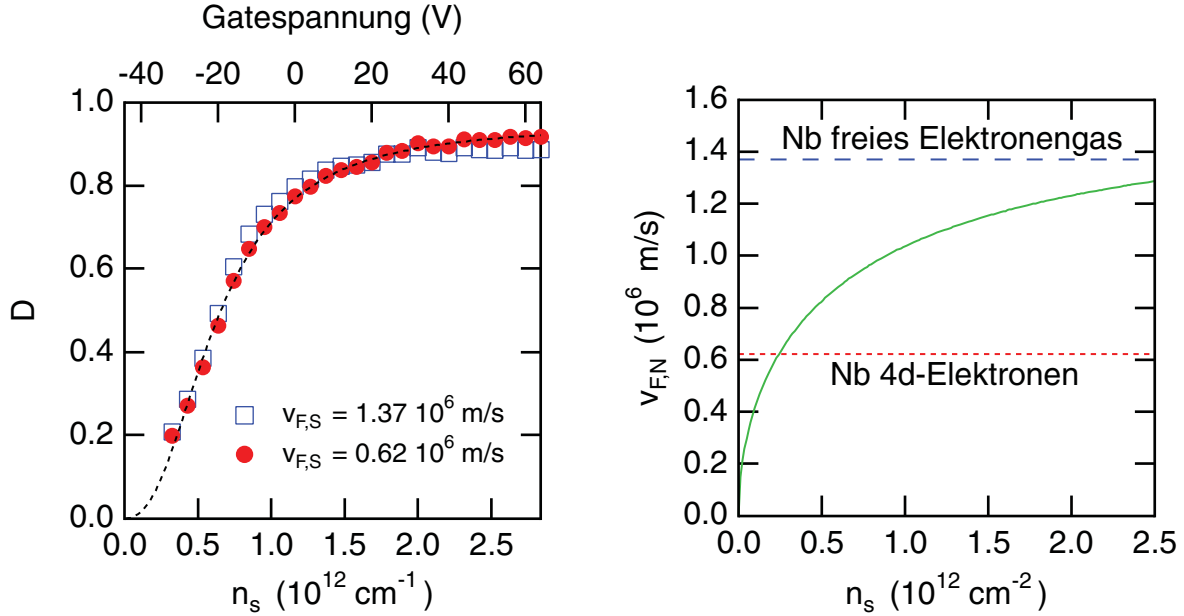 Gatespannung (V)
-40 -20 0 20 40 60
1.0
0.8
0.6
0.4
0.2
0.0
D
v_F,S = 1.37 10^6 m/s
v_F,S = 0.62 10^6 m/s
0.0 0.5 1.0 1.5 2.0 2.5
n_s (10^12 cm^-1)
1.6
1.4
1.2
1.0
0.8
0.6
0.4
0.2
0.0
v_F,N (10^6 m/s)
Nb freies Elektronengas
Nb 4d-Elektronen
0.0 0.5 1.0 1.5 2.0 2.5
n_s (10^12 cm^-2)